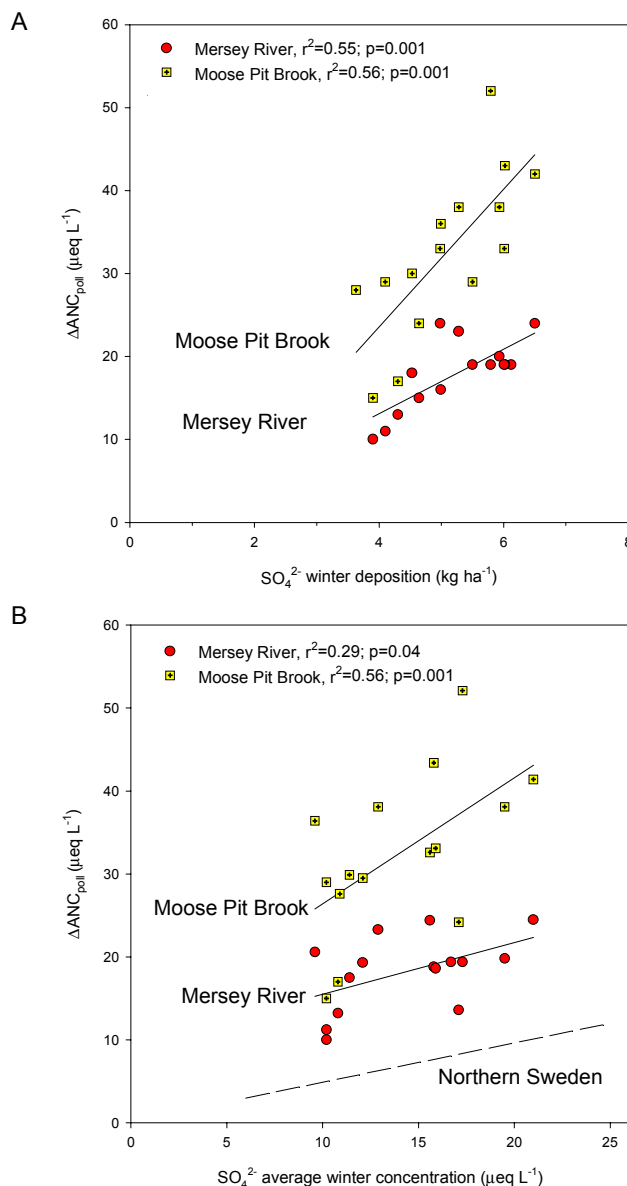 A
Mersey River, r²=0.55; p=0.001
Moose Pit Brook, r²=0.56; p=0.001
60
50
40
30
20
10
0
ΔANCpoll (μeq L⁻¹)
Moose Pit Brook
Mersey River
0 2 4 6 8
SO₄²⁻ winter deposition (kg ha⁻¹)
B
Mersey River, r²=0.29; p=0.04
Moose Pit Brook, r²=0.56; p=0.001
60
50
40
30
20
10
0
ΔANCpoll (μeq L⁻¹)
Moose Pit Brook
Mersey River
Northern Sweden
0 5 10 15 20 25
SO₄²⁻ average winter concentration (μeq L⁻¹)